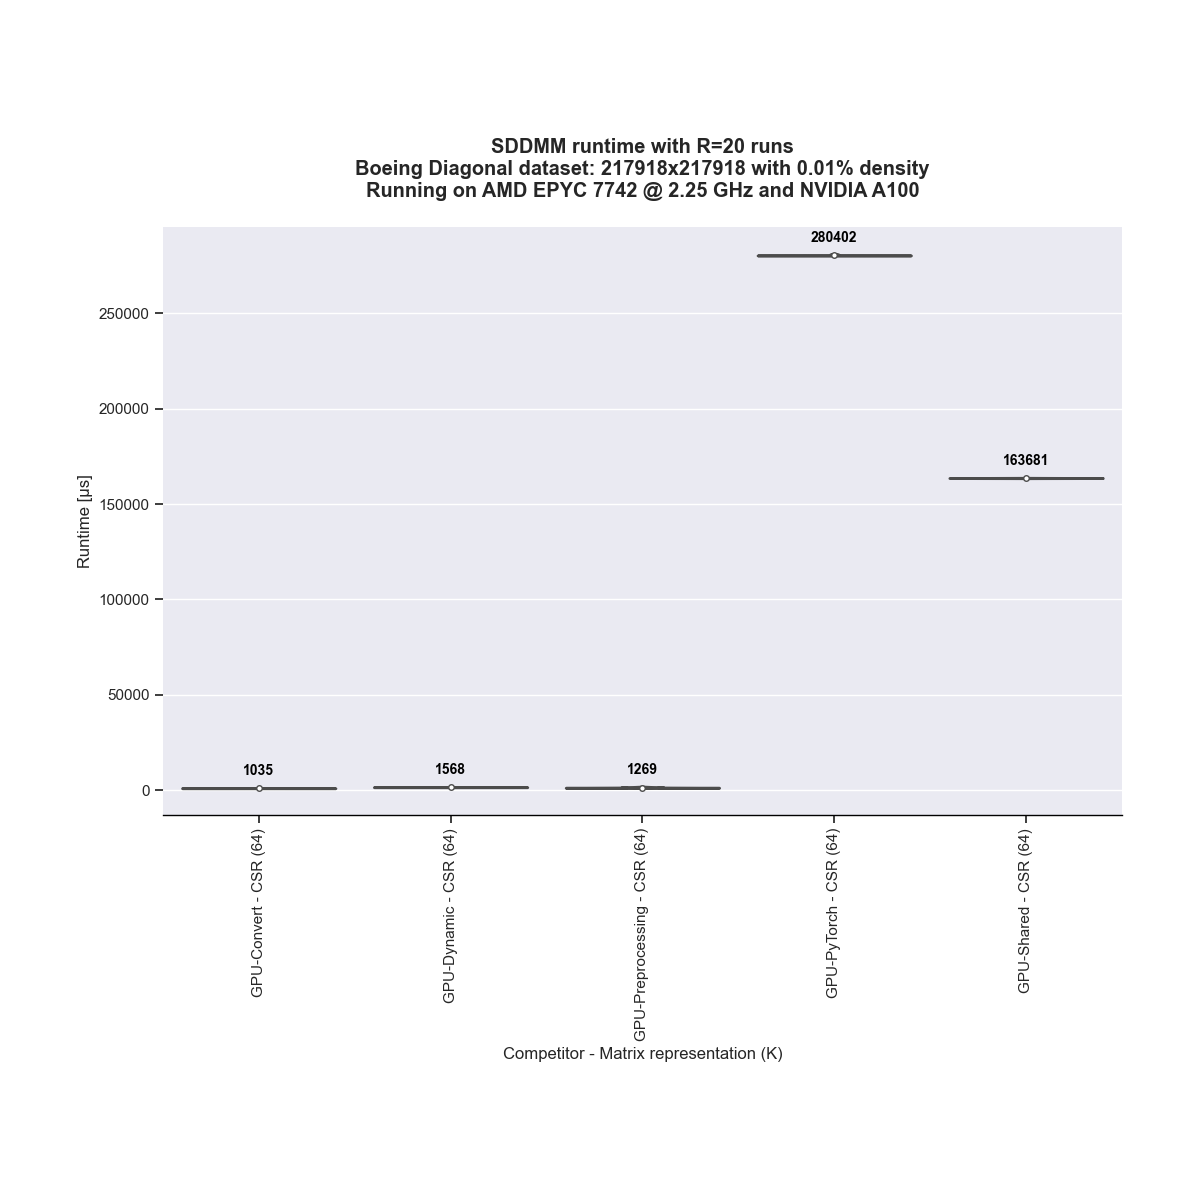 SDDMM runtime with R=20 runs
Boeing Diagonal dataset: 217918x217918 with 0.01% density
Running on AMD EPYC 7742 @ 2.25 GHz and NVIDIA A100
280402
250000
200000
163681
150000
Runtime [µs]
100000
50000
1035
1568
1269
0
GPU-Convert - CSR (64)
GPU-Dynamic - CSR (64)
GPU-Preprocessing - CSR (64)
GPU-PyTorch - CSR (64)
GPU-Shared - CSR (64)
Competitor - Matrix representation (K)